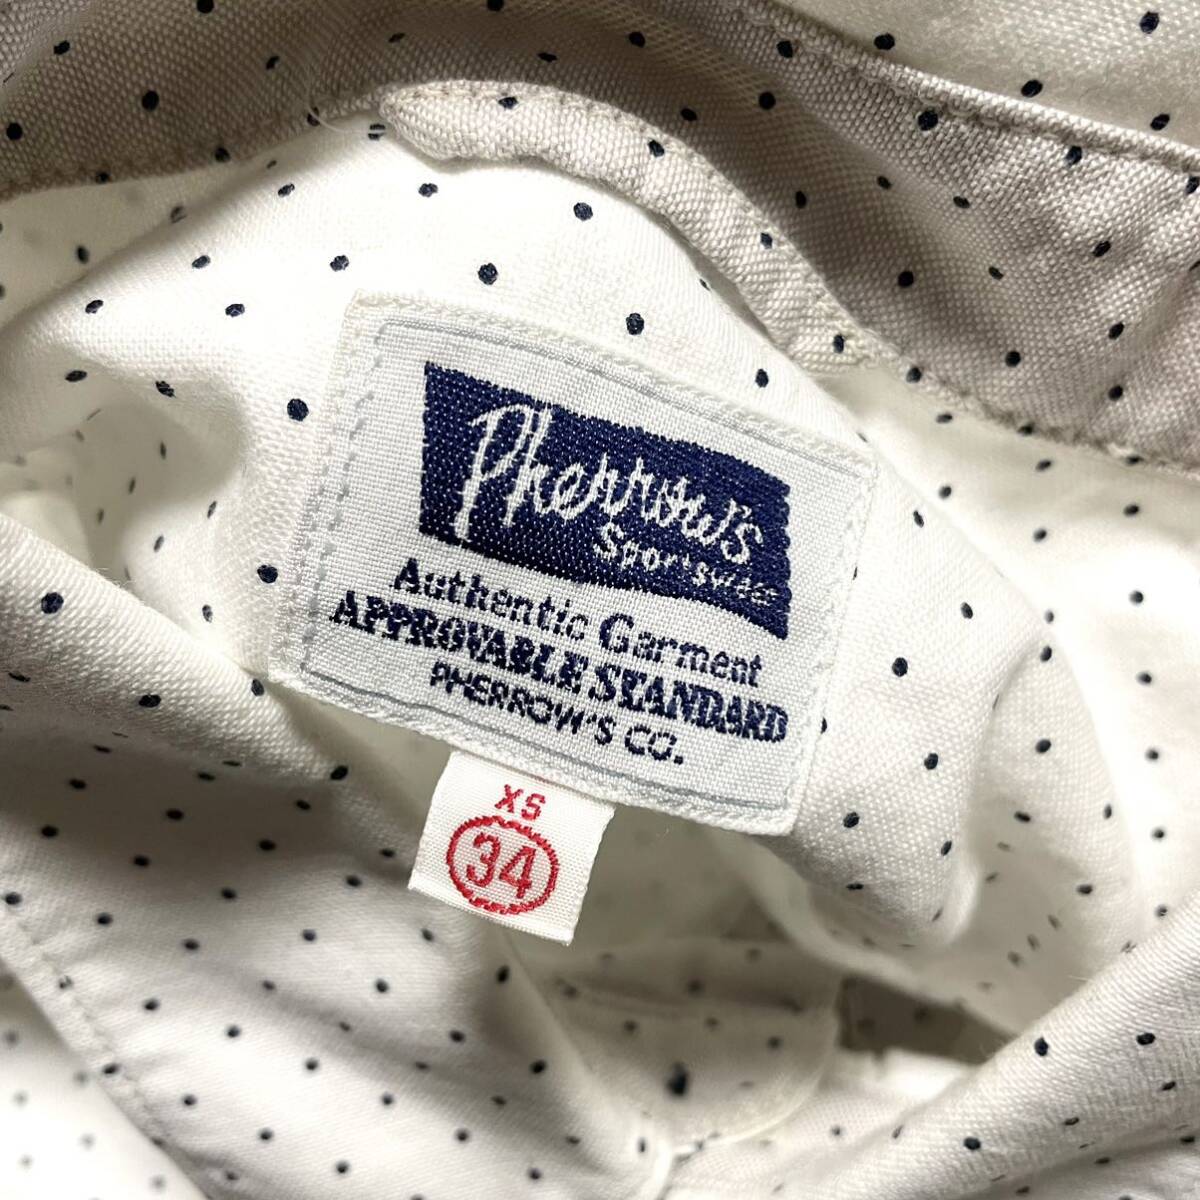 Pherrow's
Sportswear
Authentic Garment
APPROVABLE STANDARD
PHERROW'S CO.
XS
34